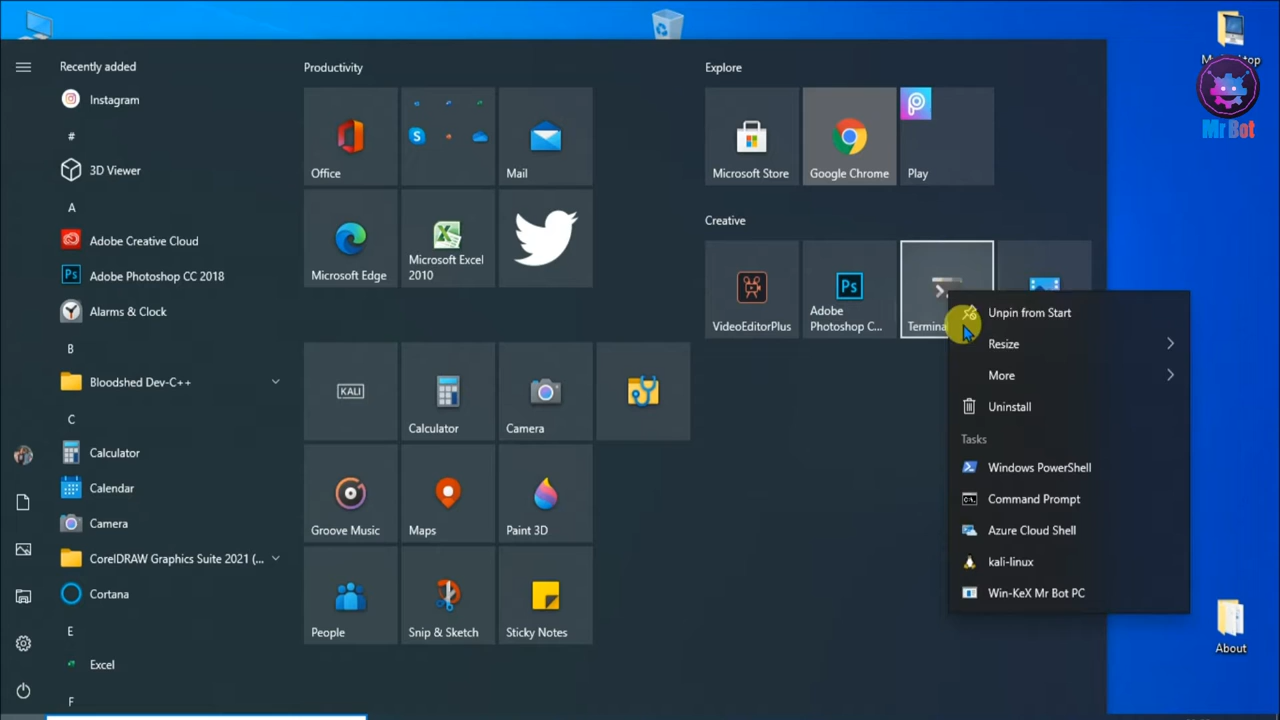 Recently added
Instagram
#
3D Viewer
A
Adobe Creative Cloud
Adobe Photoshop CC 2018
Alarms & Clock
B
Bloodshed Dev-C++
C
Calculator
Calendar
Camera
CorelDRAW Graphics Suite 2021 (...
Cortana
E
Excel
F
Productivity
Office
Mail
Microsoft Edge
Microsoft Excel
2010
KALI
Calculator
Camera
Groove Music
Maps
Paint 3D
People
Snip & Sketch
Sticky Notes
Explore
Microsoft Store
Google Chrome
Play
Creative
VideoEditorPlus
Adobe
Photoshop C...
Ps
Termina
Unpin from Start
Resize
More
Uninstall
Tasks
Windows PowerShell
Command Prompt
Azure Cloud Shell
kali-linux
Win-KeX Mr Bot PC
Mr Bot
About